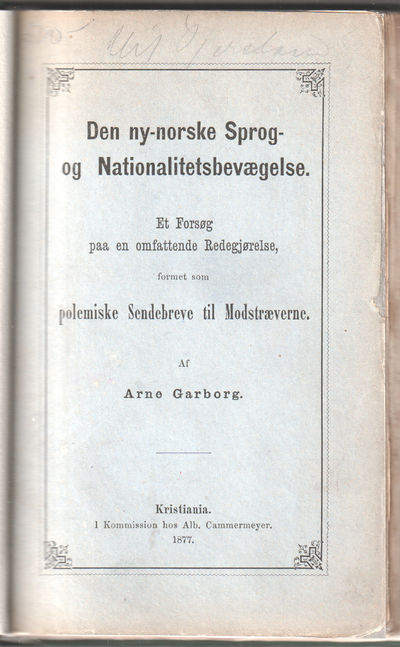 Den ny-norske Sprog-
og Nationalitetsbevægelse.
Et Forsøg
paa en omfattende Redegjørelse,
formet som
polemiske Sendebreve til Modstræverne.
Af
Arne Garborg.
Kristiania.
I Kommission hos Alb. Cammermeyer.
1877.